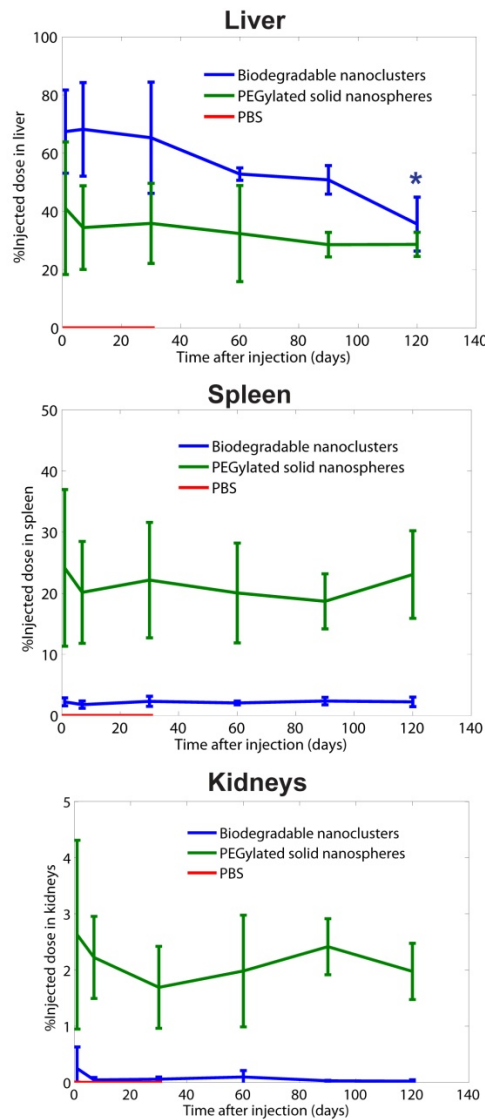 Liver
100
80
60
40
20
0
%Injected dose in liver
Biodegradable nanoclusters
PEGylated solid nanospheres
PBS
*
0 20 40 60 80 100 120 140
Time after injection (days)
Spleen
50
40
30
20
10
0
%Injected dose in spleen
Biodegradable nanoclusters
PEGylated solid nanospheres
PBS
0 20 40 60 80 100 120 140
Time after injection (days)
Kidneys
5
4
3
2
1
0
%Injected dose in kidneys
Biodegradable nanoclusters
PEGylated solid nanospheres
PBS
0 20 40 60 80 100 120 140
Time after injection (days)